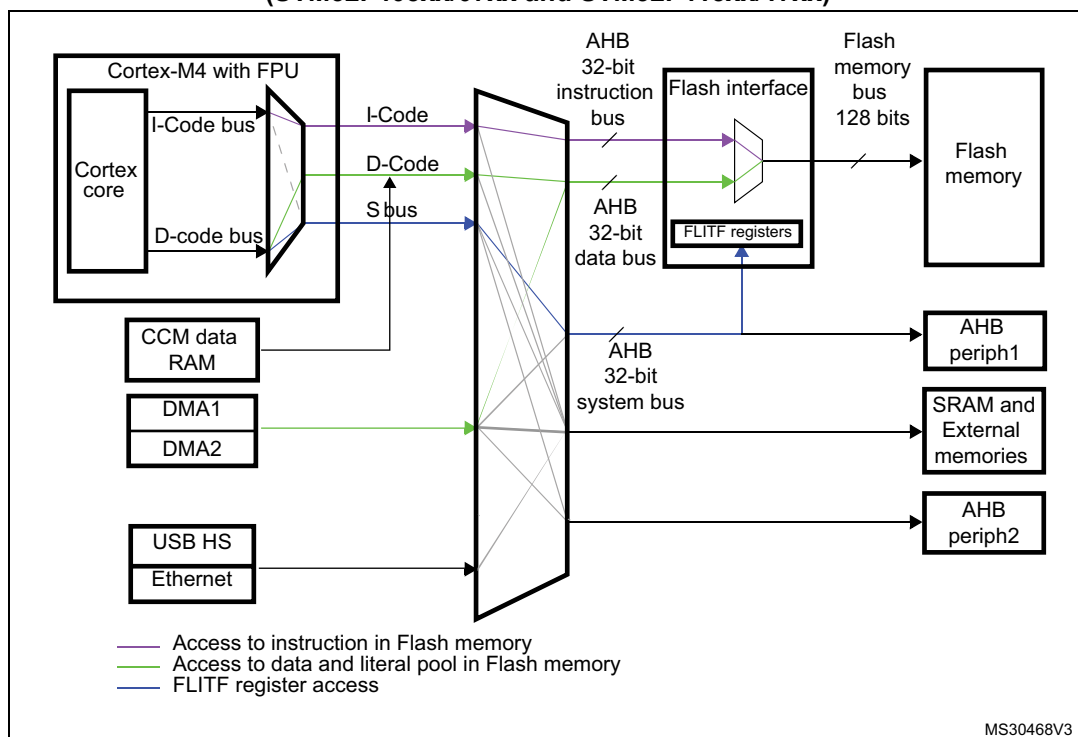 Cortex-M4 with FPU
Cortex
core
I-Code bus
D-code bus
I-Code
D-Code
S bus
AHB
32-bit
instruction
bus
Flash interface
Flash
memory
bus
128 bits
Flash
memory
FLITF registers
AHB
32-bit
data bus
CCM data
RAM
AHB
32-bit
system bus
AHB
periph1
DMA1
DMA2
SRAM and
External
memories
AHB
periph2
USB HS
Ethernet
Access to instruction in Flash memory
Access to data and literal pool in Flash memory
FLITF register access
MS30468V3